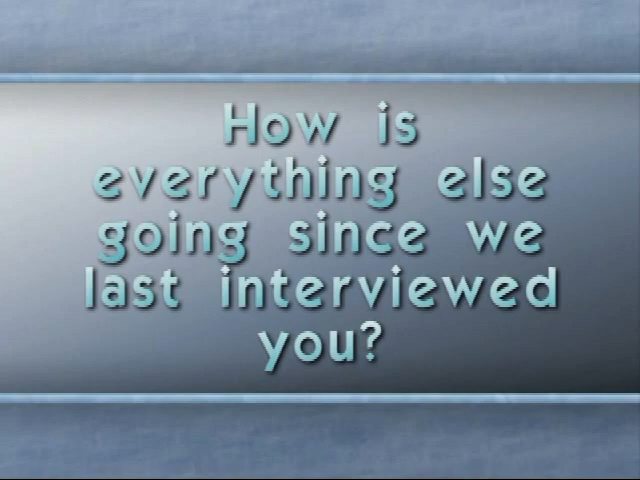 How is
everything else
going since we
last interviewed
you?